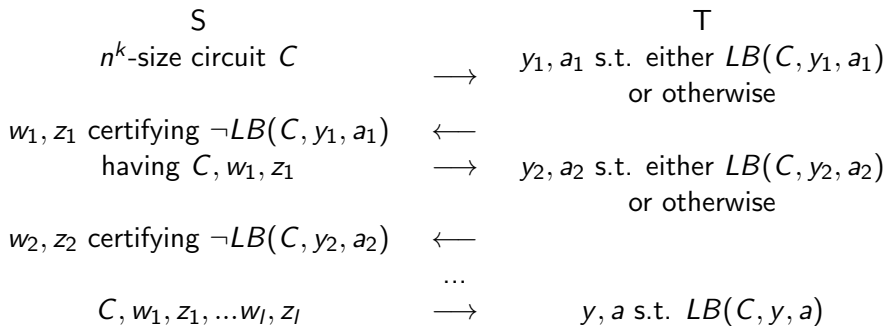 S T
n^k-size circuit C ⟶ y_1, a_1 s.t. either LB(C, y_1, a_1)
or otherwise
w_1, z_1 certifying ¬LB(C, y_1, a_1) ⟵
having C, w_1, z_1 ⟶ y_2, a_2 s.t. either LB(C, y_2, a_2)
or otherwise
w_2, z_2 certifying ¬LB(C, y_2, a_2) ⟵
...
C, w_1, z_1, ...w_l, z_l ⟶ y, a s.t. LB(C, y, a)